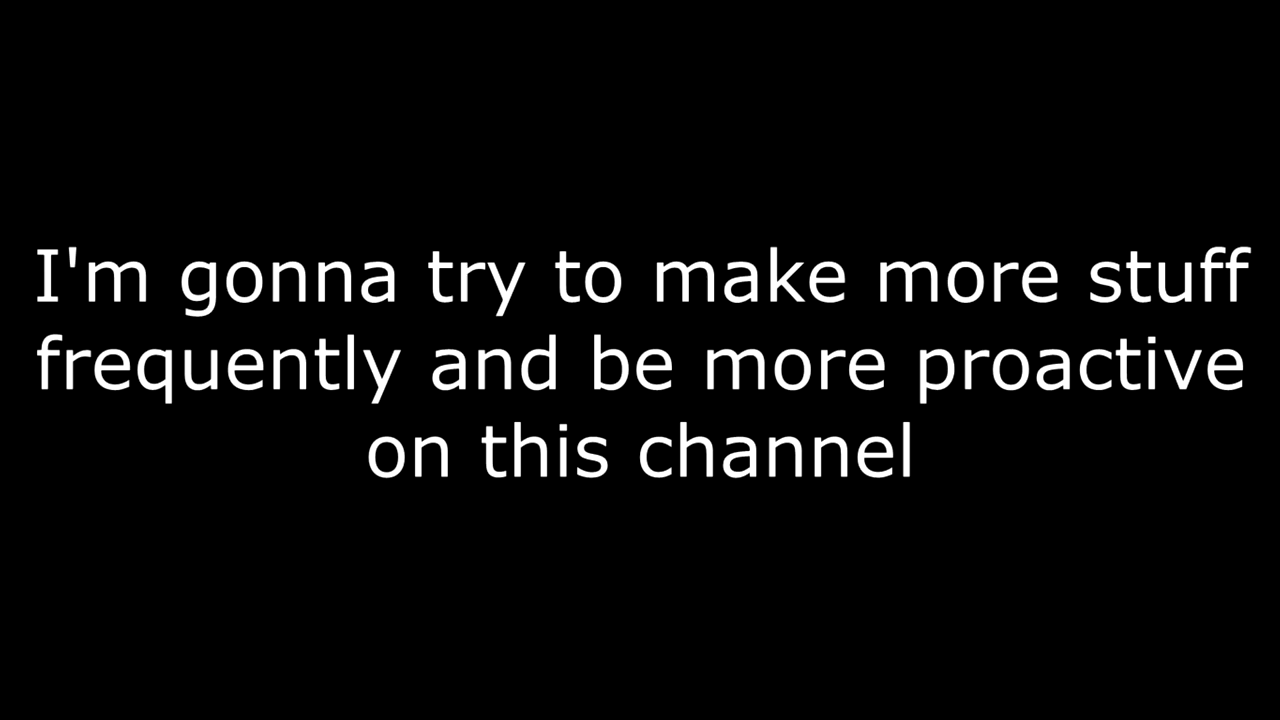 I'm gonna try to make more stuff
frequently and be more proactive
on this channel